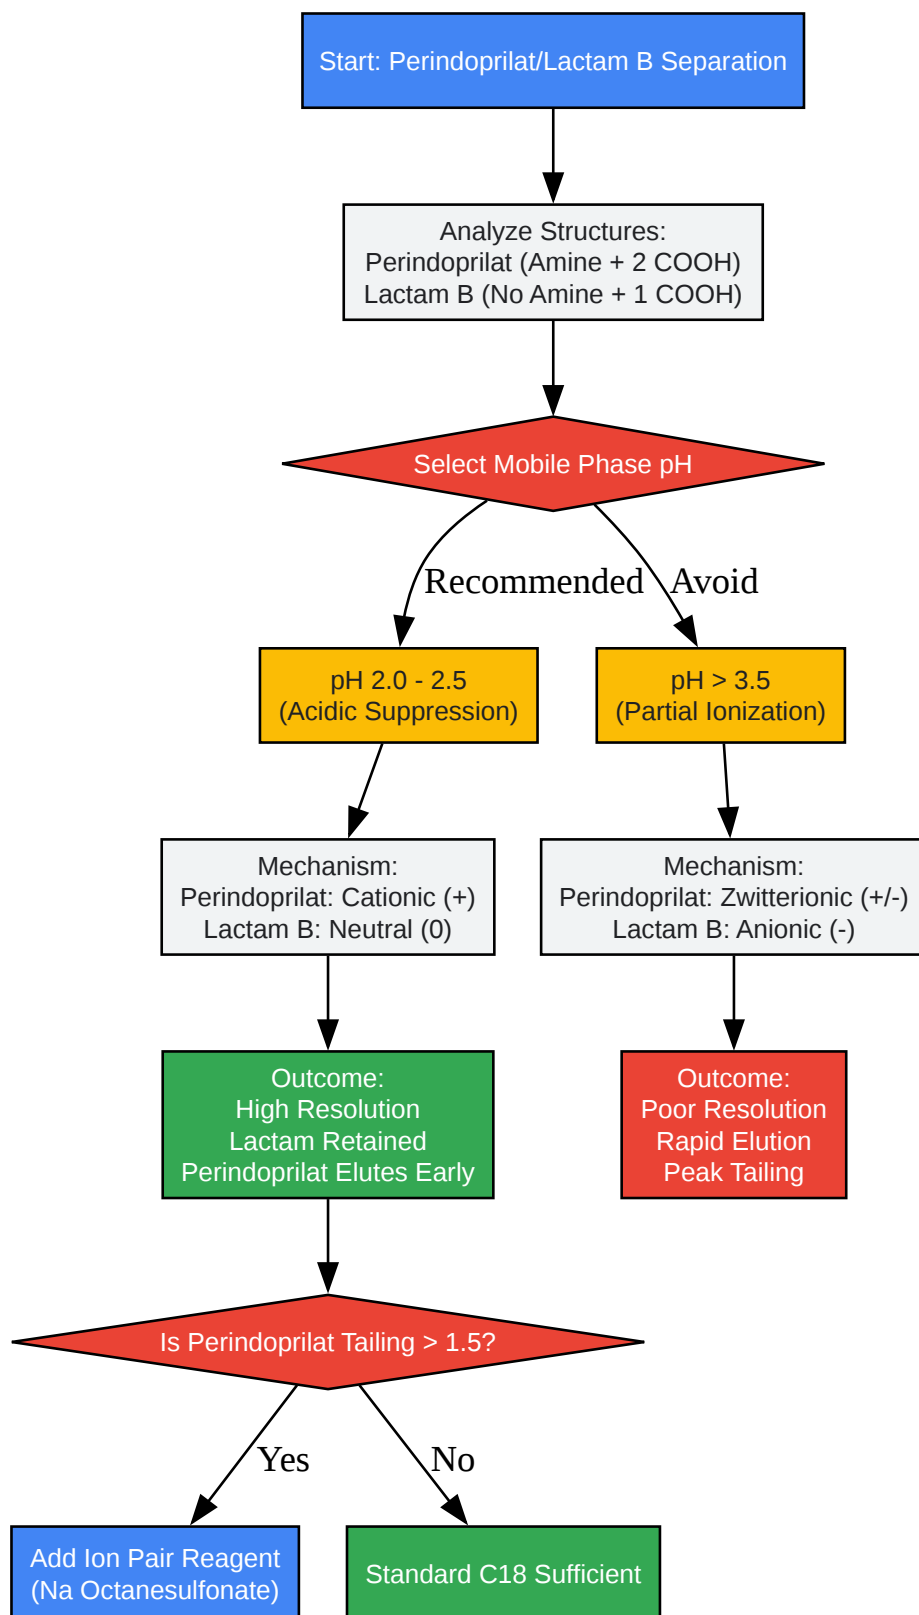 Start: Perindoprilat/Lactam B Separation
Analyze Structures:
Perindoprilat (Amine + 2 COOH)
Lactam B (No Amine + 1 COOH)
Select Mobile Phase pH
Recommended
Avoid
pH 2.0 - 2.5
(Acidic Suppression)
pH > 3.5
(Partial Ionization)
Mechanism:
Perindoprilat: Cationic (+)
Lactam B: Neutral (0)
Mechanism:
Perindoprilat: Zwitterionic (+/-)
Lactam B: Anionic (-)
Outcome:
High Resolution
Lactam Retained
Perindoprilat Elutes Early
Outcome:
Poor Resolution
Rapid Elution
Peak Tailing
Is Perindoprilat Tailing > 1.5?
Yes
No
Add Ion Pair Reagent
(Na Octanesulfonate)
Standard C18 Sufficient